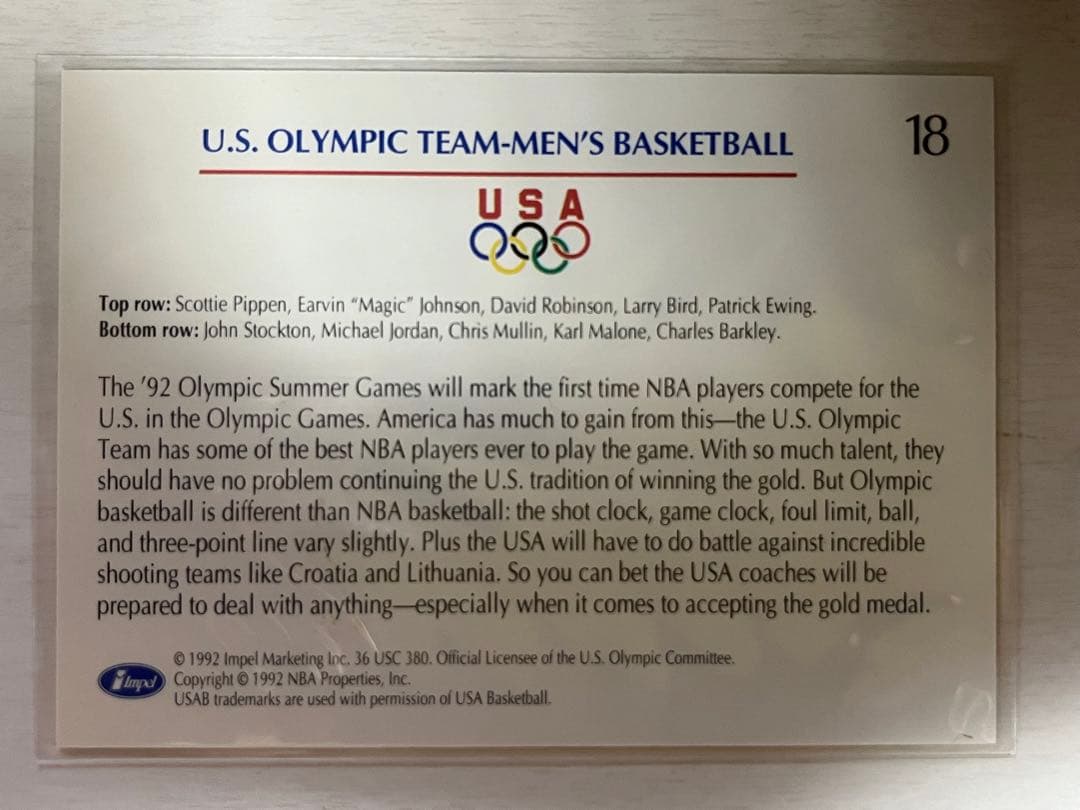 U.S. OLYMPIC TEAM-MEN'S BASKETBALL
18
USA
Top row: Scottie Pippen, Earvin “Magic” Johnson, David Robinson, Larry Bird, Patrick Ewing.
Bottom row: John Stockton, Michael Jordan, Chris Mullin, Karl Malone, Charles Barkley.
The '92 Olympic Summer Games will mark the first time NBA players compete for the
U.S. in the Olympic Games. America has much to gain from this—the U.S. Olympic
Team has some of the best NBA players ever to play the game. With so much talent, they
should have no problem continuing the U.S. tradition of winning the gold. But Olympic
basketball is different than NBA basketball: the shot clock, game clock, foul limit, ball,
and three-point line vary slightly. Plus the USA will have to do battle against incredible
shooting teams like Croatia and Lithuania. So you can bet the USA coaches will be
prepared to deal with anything—especially when it comes to accepting the gold medal.
© 1992 Impel Marketing Inc. 36 USC 380. Official Licensee of the U.S. Olympic Committee.
Impel
Copyright © 1992 NBA Properties, Inc.
USAB trademarks are used with permission of USA Basketball.